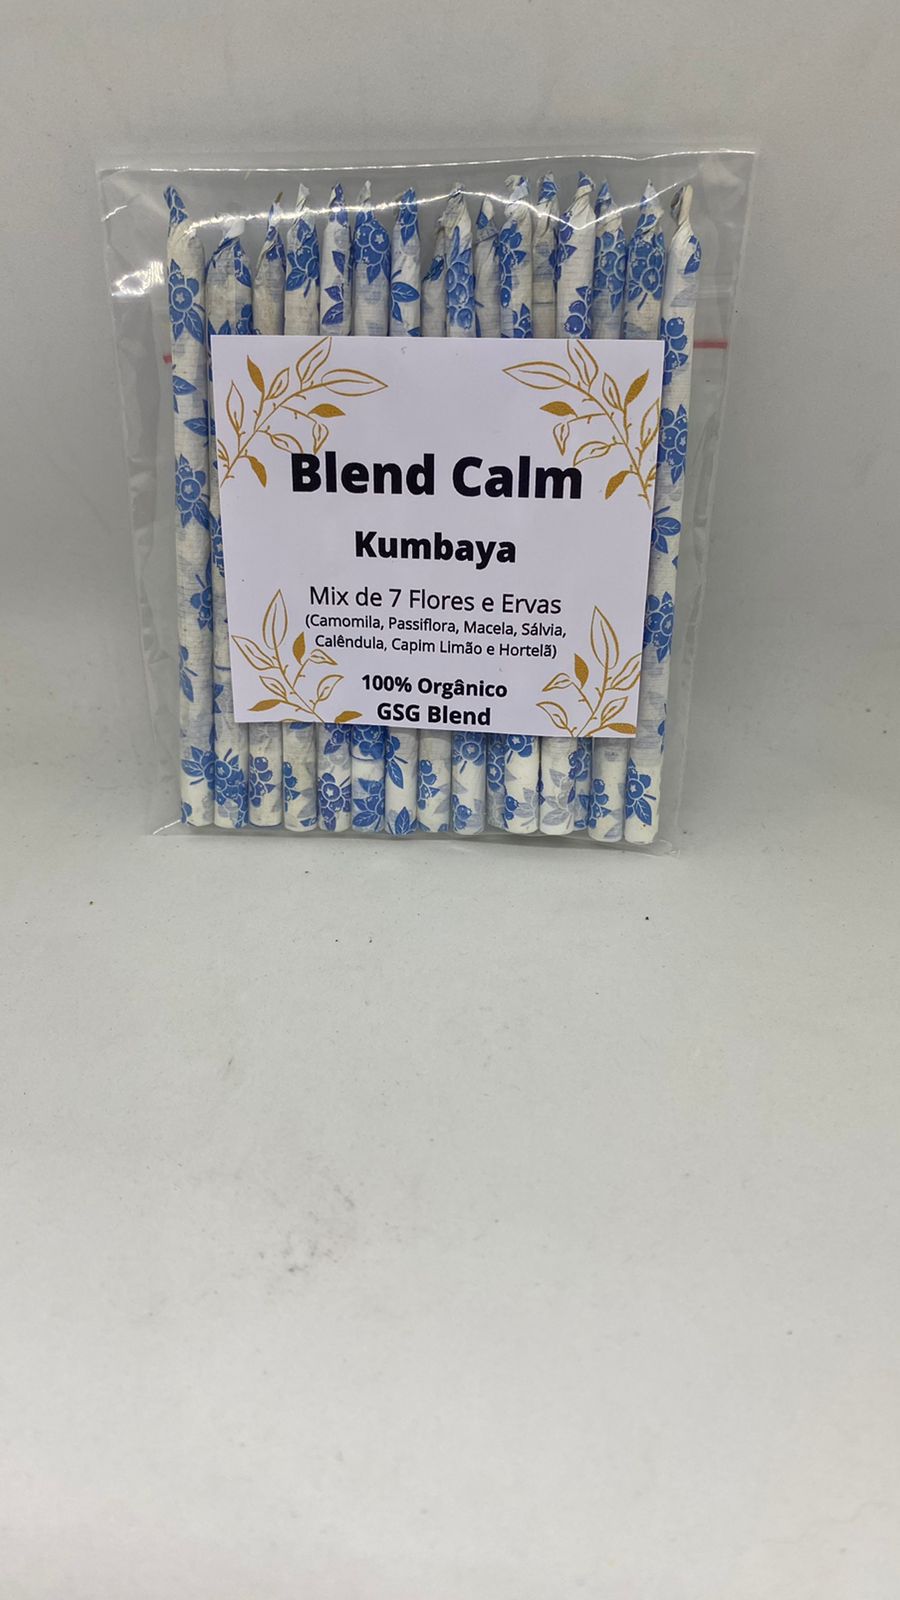 Blend Calm
Kumbaya
Mix de 7 Flores e Ervas
(Camomila, Passiflora, Macela, Sálvia,
Calêndula, Capim Limão e Hortelã)
100% Orgânico
GSG Blend